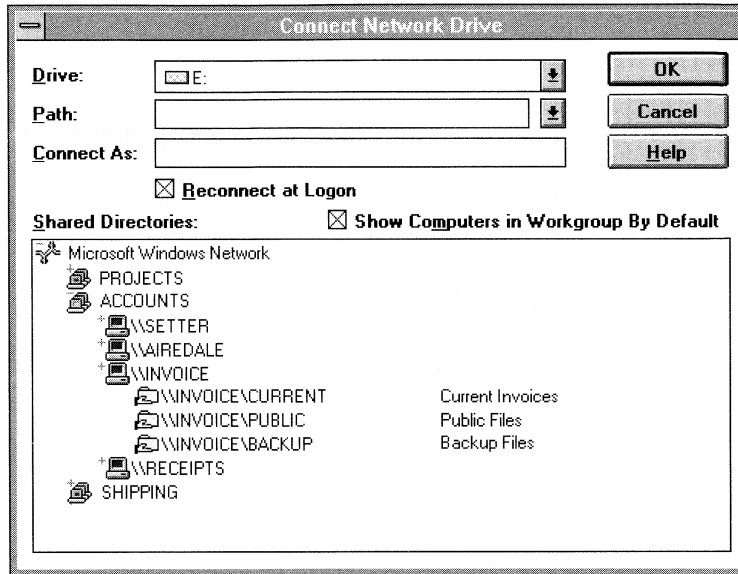 Connect Network Drive
Drive: E:
OK
Path:
Cancel
Connect As:
Help
Reconnect at Logon
Shared Directories: Show Computers in Workgroup By Default
Microsoft Windows Network
PROJECTS
ACCOUNTS
\\SETTER
\\AIREDALE
\\INVOICE
\\INVOICE\CURRENT Current Invoices
\\INVOICE\PUBLIC Public Files
\\INVOICE\BACKUP Backup Files
\\RECEIPTS
SHIPPING